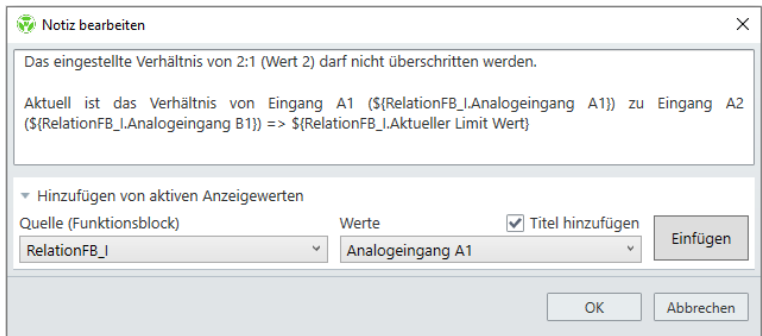 Notiz bearbeiten
Das eingestellte Verhältnis von 2:1 (Wert 2) darf nicht überschritten werden.
Aktuell ist das Verhältnis von Eingang A1 (${RelationFB_I.Analogeingang A1}) zu Eingang A2
(${RelationFB_I.Analogeingang B1}) => ${RelationFB_I.Aktueller Limit Wert}
Hinzufügen von aktiven Anzeigewerten
Quelle (Funktionsblock) Werte Titel hinzufügen
RelationFB_I Analogeingang A1 Einfügen
OK Abbrechen